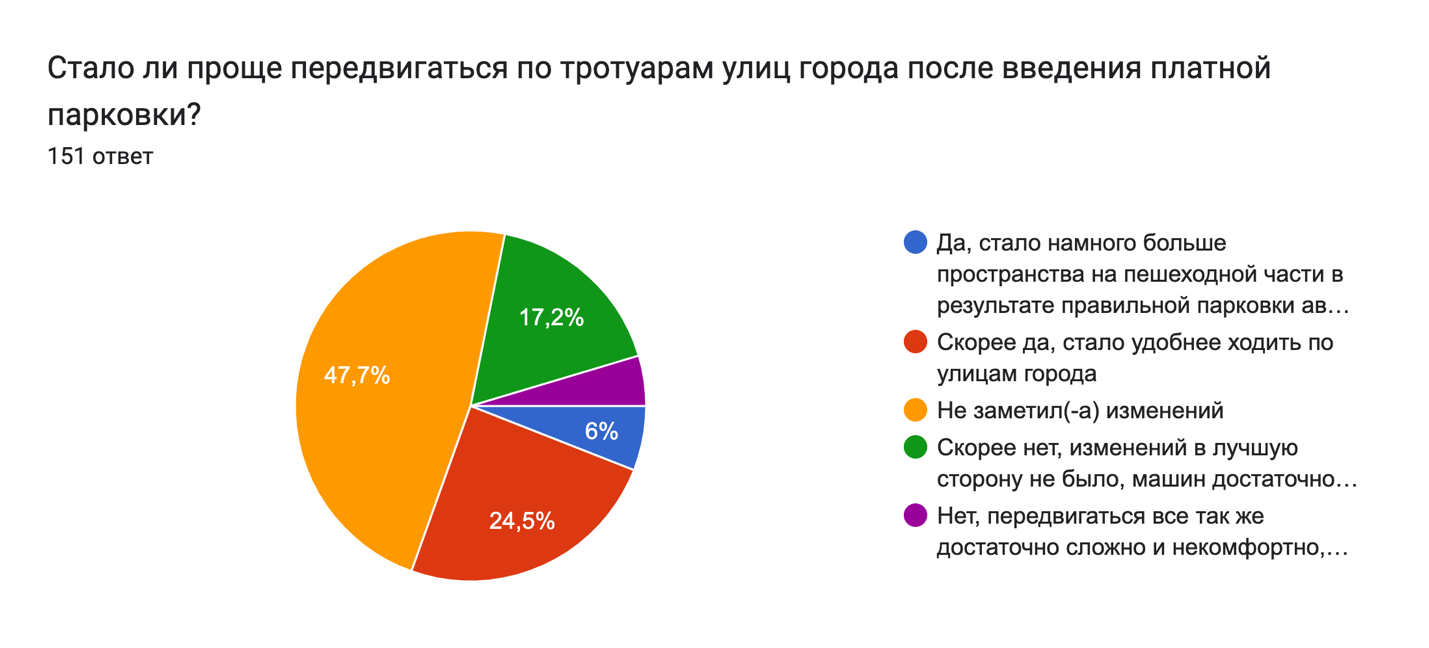 Стало ли проще передвигаться по тротуарам улиц города после введения платной
парковки?
151 ответ
17,2%
47,7%
6%
24,5%
Да, стало намного больше
пространства на пешеходной части в
результате правильной парковки ав…
Скорее да, стало удобнее ходить по
улицам города
Не заметил(-а) изменений
Скорее нет, изменений в лучшую
сторону не было, машин достаточно…
Нет, передвигаться все так же
достаточно сложно и некомфортно,…